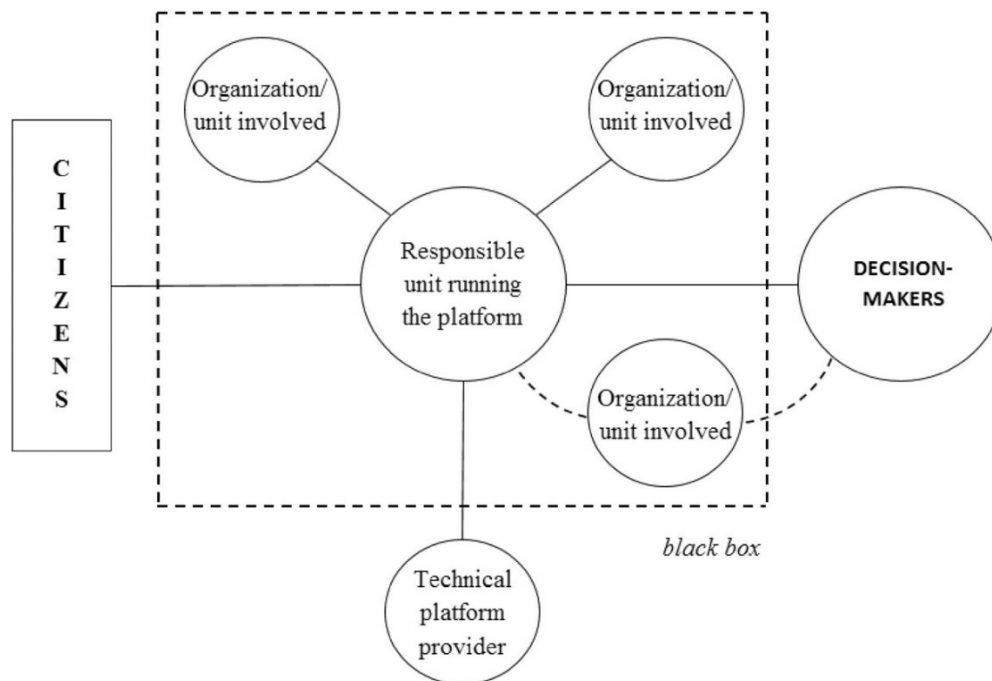 Organization/
unit involved
Organization/
unit involved
C
I
T
I
Z
E
N
S
Responsible
unit running
the platform
DECISION-
MAKERS
Organization/
unit involved
black box
Technical
platform
provider